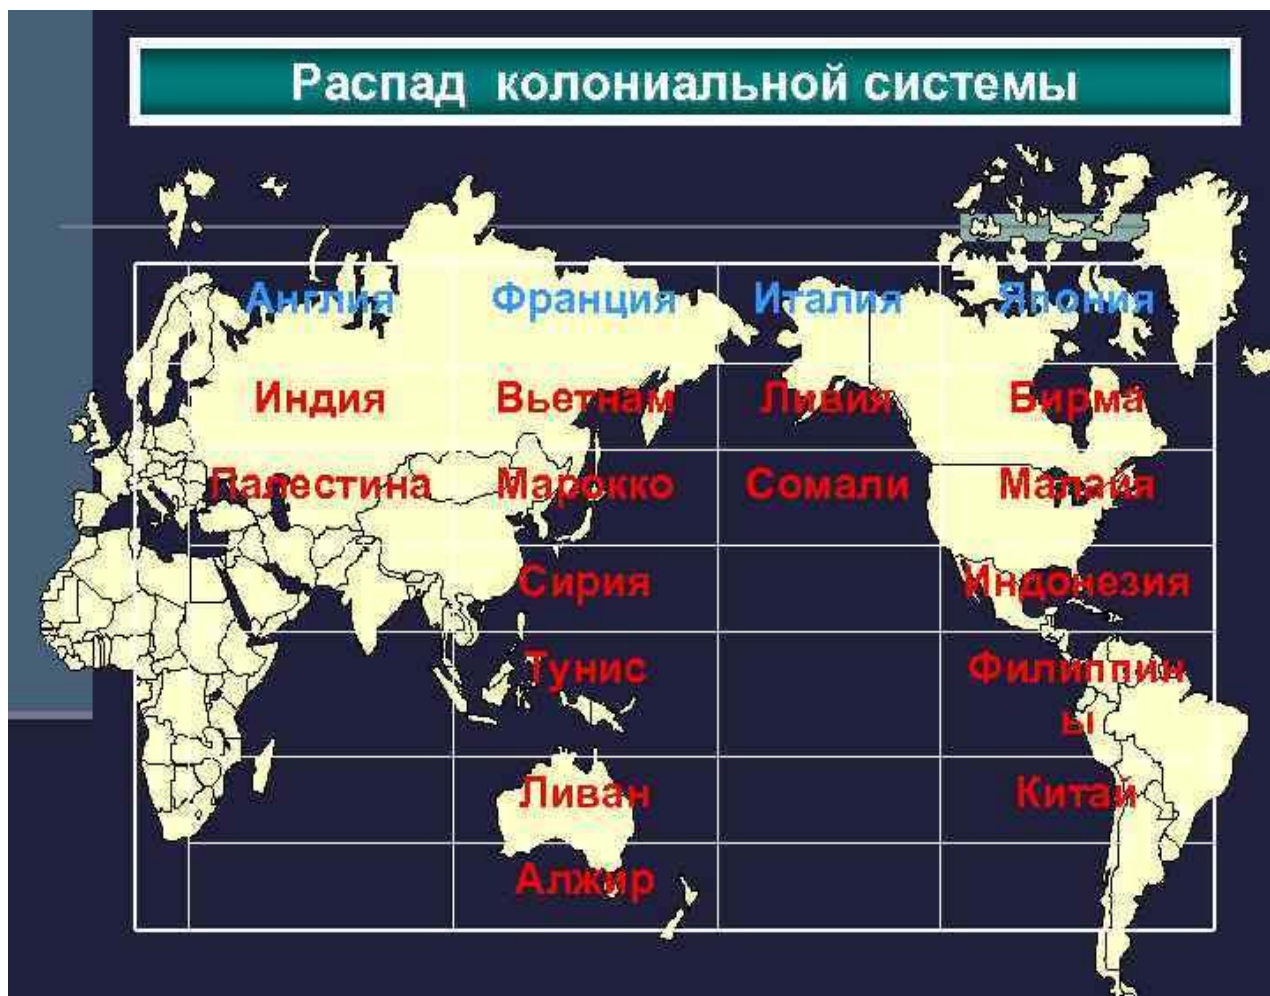 Распад колониальной системы
Англия Франция Италия Япония
Индия Вьетнам Ливия Бирма
Палестина Марокко Сомали Малайя
Сирия Индонезия
Тунис Филиппин
ы
Ливан Китай
Алжир